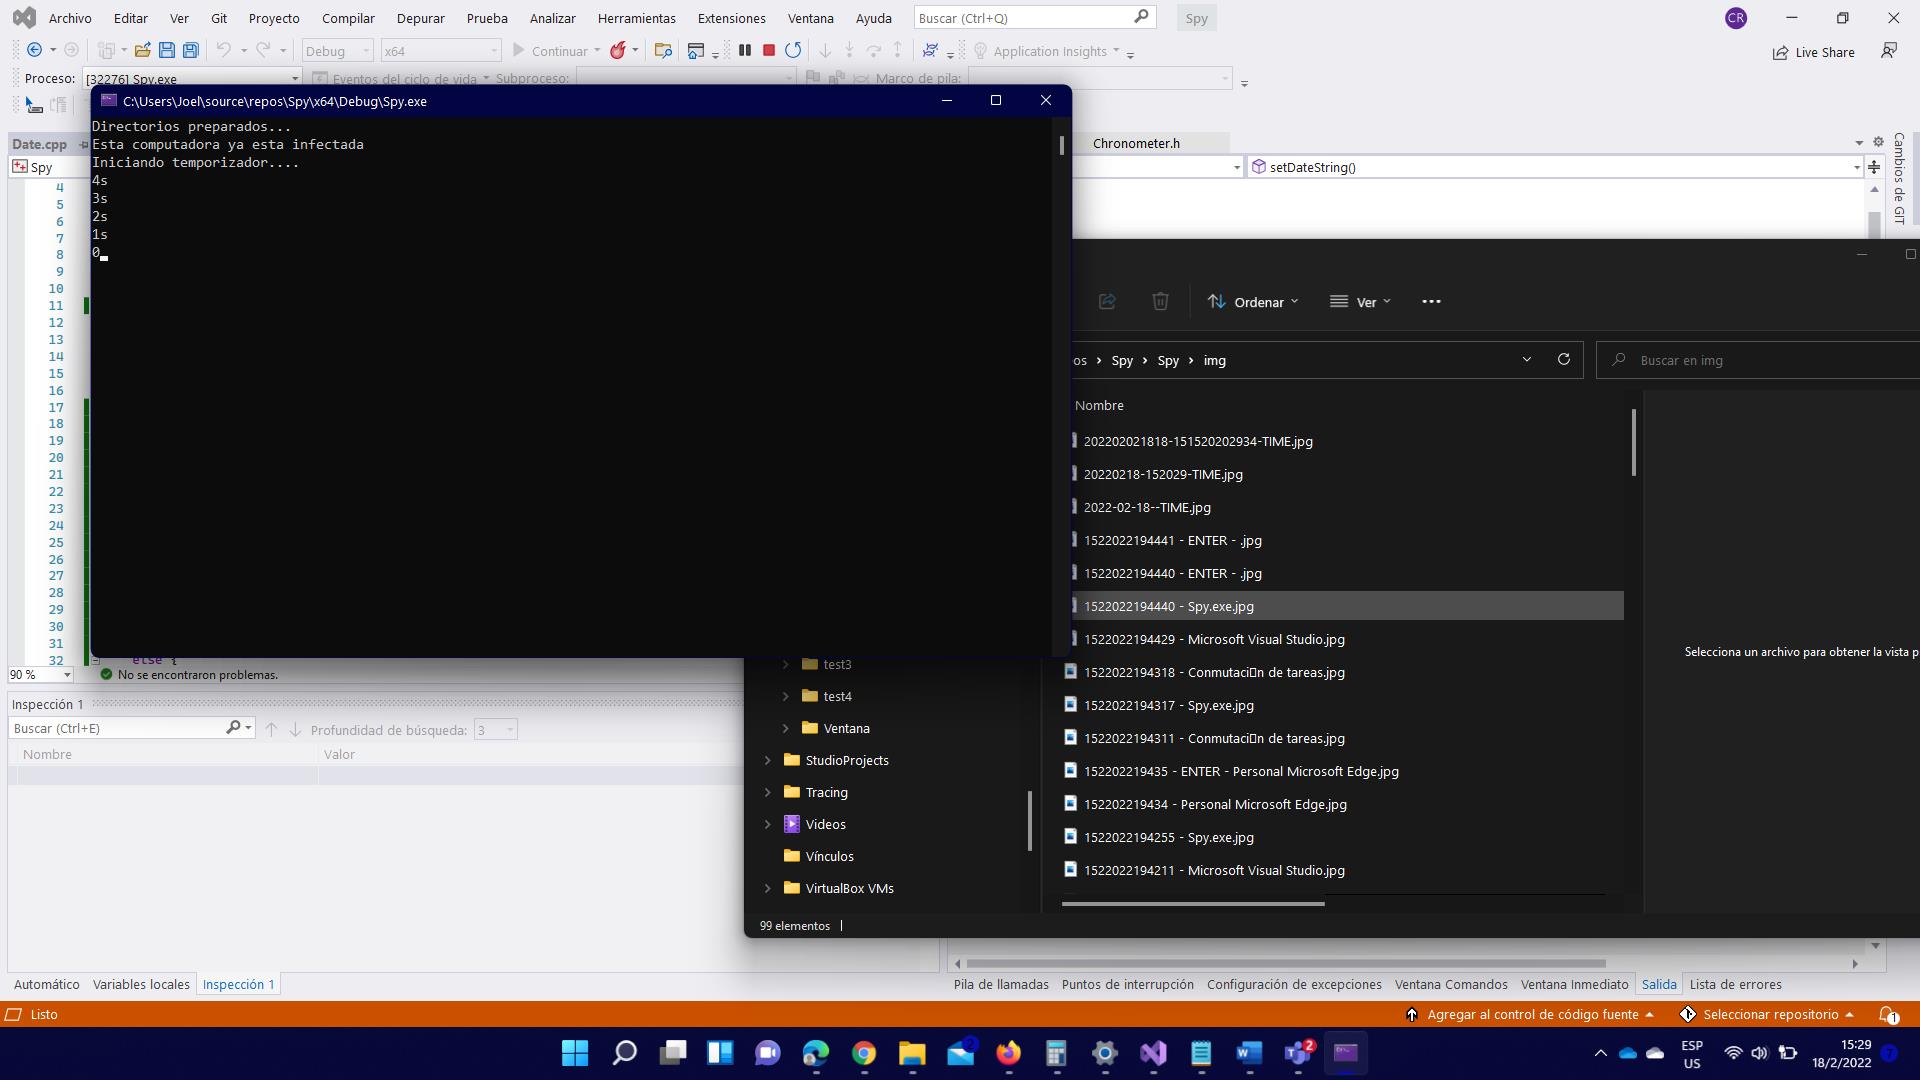 Archivo Editar Ver Git Proyecto Compilar Depurar Prueba Analizar Herramientas Extensiones Ventana Ayuda Buscar (Ctrl+Q) Spy CR
Debug x64 Continuar Application Insights Live Share
Proceso: [32276] Spy.exe Eventos del ciclo de vida Subproceso: Marco de pila:
C:\Users\Joel\source\repos\Spy\x64\Debug\Spy.exe
Directorios preparados...
Esta computadora ya esta infectada
Iniciando temporizador....
4s
3s
2s
1s
0
Date.cpp Chronometer.h
Spy setDateString()
Cambios de GIT
4
5
6
7
8
9
10
11
12
13
14
15
16
17
18
19
20
21
22
23
24
25
26
27
28
29
30
31
32 else {
90 % No se encontraron problemas.
Ordenar Ver
os > Spy > Spy > img Buscar en img
Nombre
202202021818-151520202934-TIME.jpg
20220218-152029-TIME.jpg
2022-02-18--TIME.jpg
1522022194441 - ENTER - .jpg
1522022194440 - ENTER - .jpg
1522022194440 - Spy.exe.jpg
1522022194429 - Microsoft Visual Studio.jpg
1522022194318 - Conmutaci▯n de tareas.jpg
1522022194317 - Spy.exe.jpg
1522022194311 - Conmutaci▯n de tareas.jpg
152202219435 - ENTER - Personal Microsoft Edge.jpg
152202219434 - Personal Microsoft Edge.jpg
1522022194255 - Spy.exe.jpg
1522022194211 - Microsoft Visual Studio.jpg
Selecciona un archivo para obtener la vista p
test3
test4
Ventana
StudioProjects
Tracing
Videos
Vínculos
VirtualBox VMs
99 elementos
Inspección 1
Buscar (Ctrl+E) Profundidad de búsqueda: 3
Nombre Valor
Automático Variables locales Inspección 1
Pila de llamadas Puntos de interrupción Configuración de excepciones Ventana Comandos Ventana Inmediato Salida Lista de errores
Listo Agregar al control de código fuente Seleccionar repositorio 1
2 2 ESP 15:29
US 18/2/2022 7